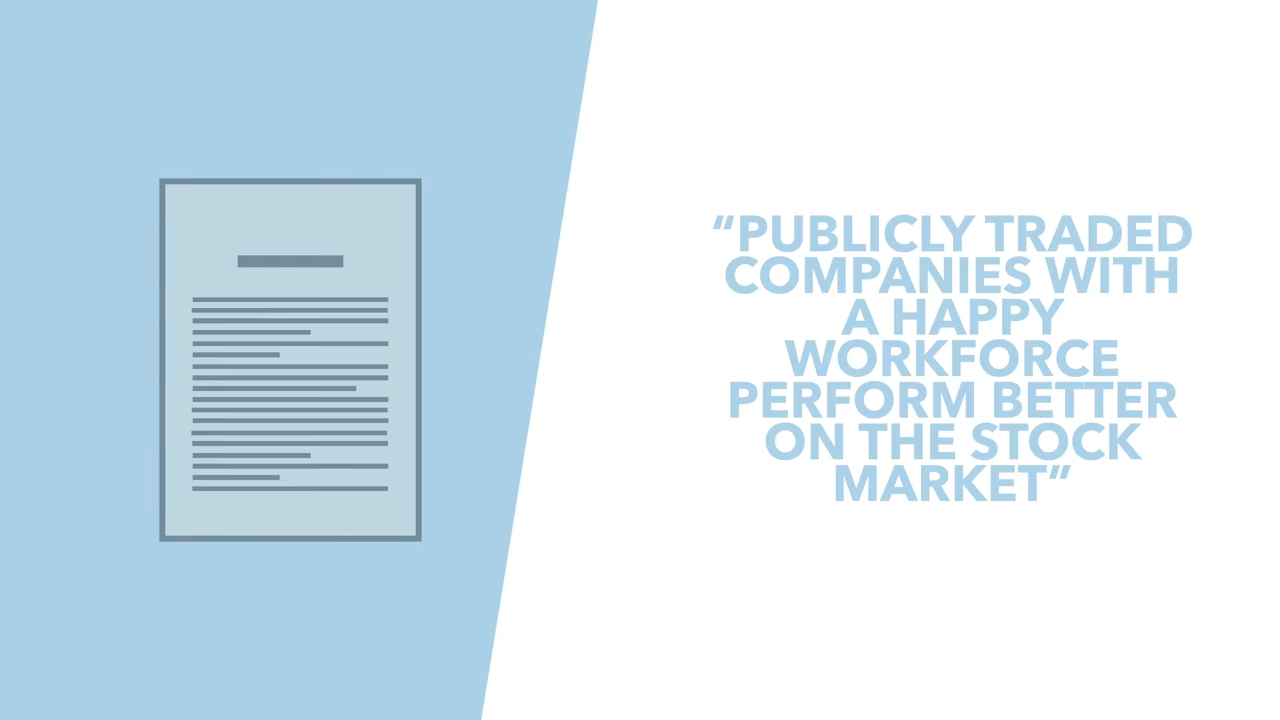 “PUBLICLY TRADED
COMPANIES WITH
A HAPPY
WORKFORCE
PERFORM BETTER
ON THE STOCK
MARKET”